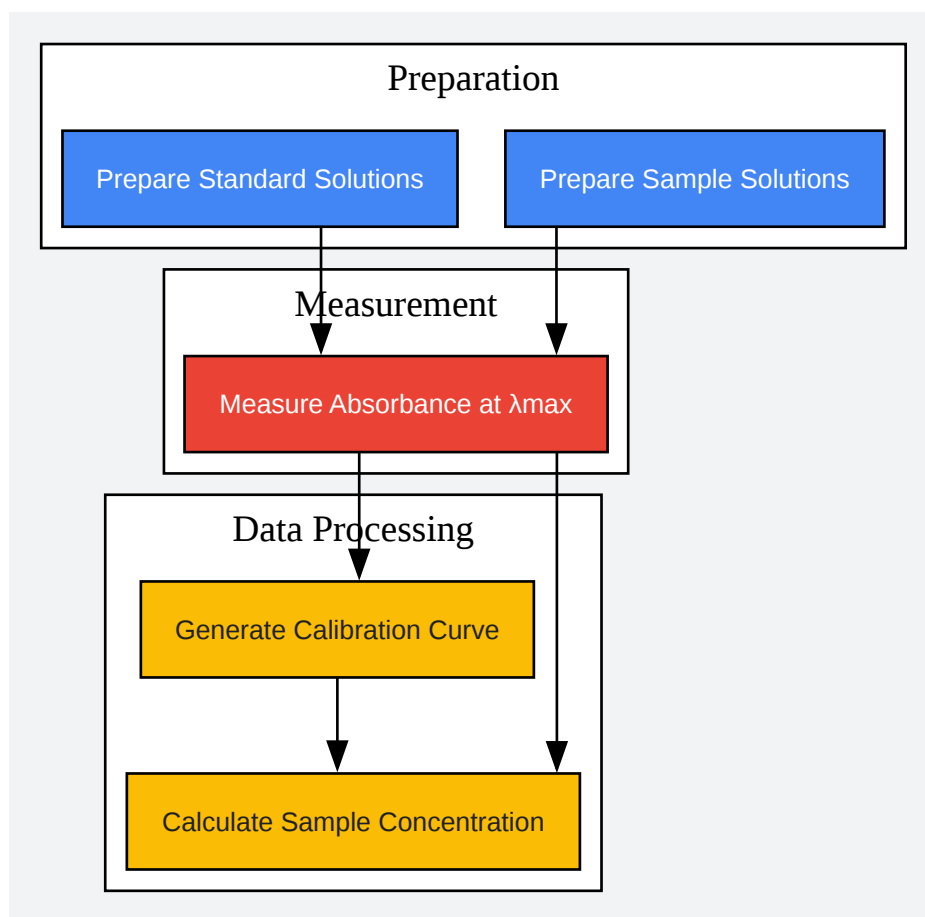 Preparation
Prepare Standard Solutions
Prepare Sample Solutions
Measurement
Measure Absorbance at λmax
Data Processing
Generate Calibration Curve
Calculate Sample Concentration